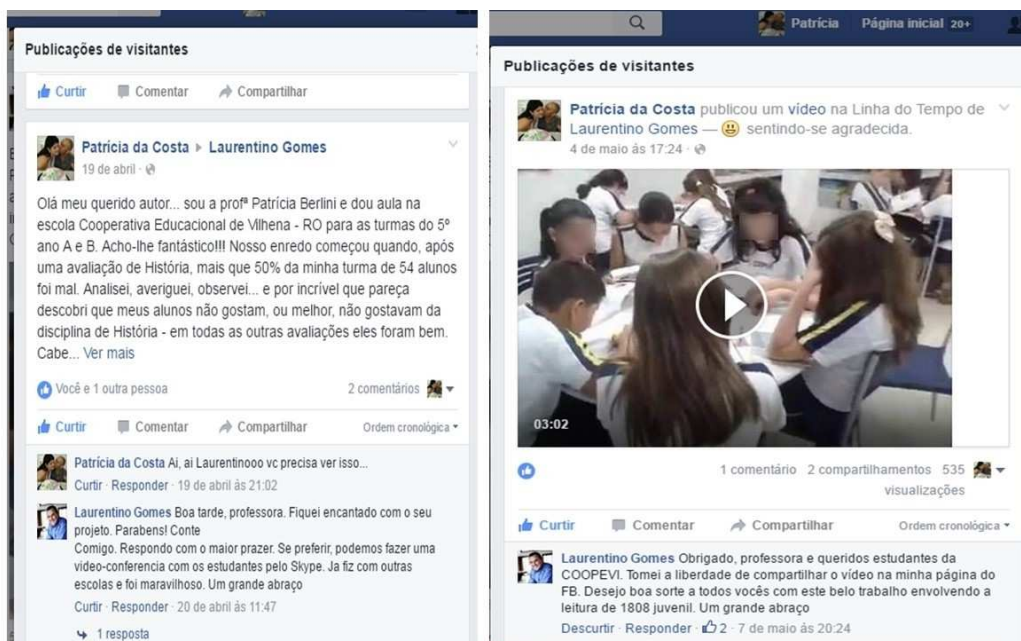 Publicações de visitantes
Curtir Comentar Compartilhar
Patrícia da Costa ▸ Laurentino Gomes
19 de abril ·
Olá meu querido autor... sou a profª Patrícia Berlini e dou aula na
escola Cooperativa Educacional de Vilhena - RO para as turmas do 5º
ano A e B. Acho-lhe fantástico!!! Nosso enredo começou quando, após
uma avaliação de História, mais que 50% da minha turma de 54 alunos
foi mal. Analisei, averiguei, observei... e por incrível que pareça
descobri que meus alunos não gostam, ou melhor, não gostavam da
disciplina de História - em todas as outras avaliações eles foram bem.
Cabe... Ver mais
Você e 1 outra pessoa 2 comentários
Curtir Comentar Compartilhar Ordem cronológica
Patrícia da Costa Ai, ai Laurentinooo vc precisa ver isso...
Curtir · Responder · 19 de abril às 21:02
Laurentino Gomes Boa tarde, professora. Fiquei encantado com o seu
projeto. Parabens! Conte
Comigo. Respondo com o maior prazer. Se preferir, podemos fazer uma
video-conferencia com os estudantes pelo Skype. Ja fiz com outras
escolas e foi maravilhoso. Um grande abraço
Curtir · Responder · 20 de abril às 11:47
1 resposta
Patrícia Página inicial 20+
Publicações de visitantes
Patrícia da Costa publicou um vídeo na Linha do Tempo de
Laurentino Gomes — sentindo-se agradecida.
4 de maio às 17:24 ·
03:02
1 comentário 2 compartilhamentos 535
visualizações
Curtir Comentar Compartilhar Ordem cronológica
Laurentino Gomes Obrigado, professora e queridos estudantes da
COOPEVI. Tomei a liberdade de compartilhar o vídeo na minha página do
FB. Desejo boa sorte a todos vocês com este belo trabalho envolvendo a
leitura de 1808 juvenil. Um grande abraço
Descurtir · Responder · 2 · 7 de maio às 20:24